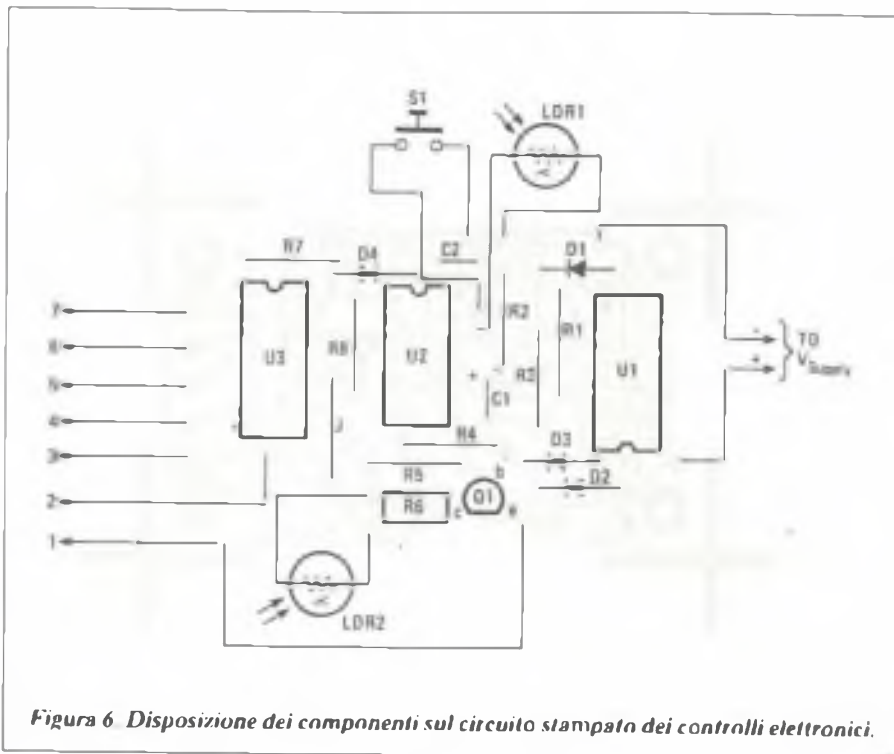 S1
LDR1
R7
D4
C2
D1
7
6
5
4
3
2
1
U3
R8
U2
R2
R1
U1
-
+
TO
V Supply
+
-
R3
C1
J
R4
D3
R5
b
D2
R6
c
Q1
e
LDR2
Figura 6 Disposizione dei componenti sul circuito stampato dei controlli elettronici.